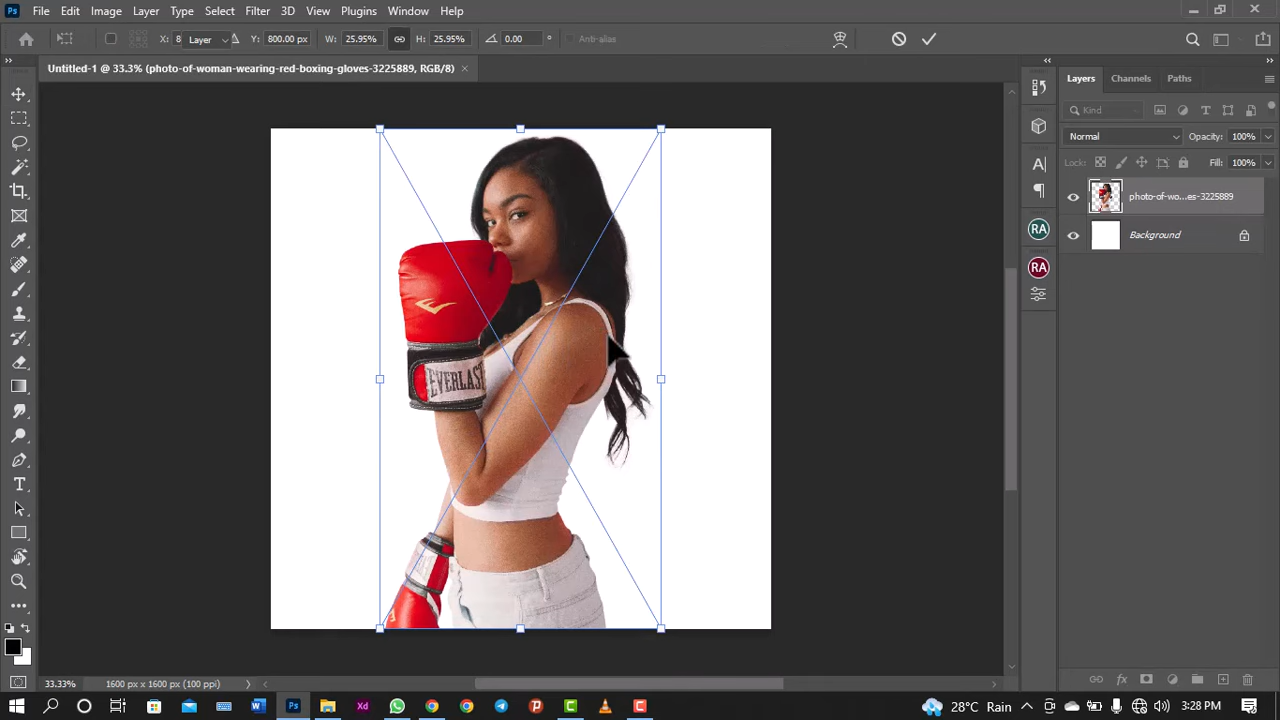 Ps File Edit Image Layer Type Select Filter 3D View Plugins Window Help
X: 8 Layer Y: 800.00 px W: 25.95% H: 25.95% 0.00 ° Anti-alias
Untitled-1 @ 33.3% (photo-of-woman-wearing-red-boxing-gloves-3225889, RGB/8) ×
Layers Channels Paths
Kind
Normal Opacity: 100%
Lock: Fill: 100%
photo-of-wo...es-3225889
Background
RA
RA
EVERLAST
33.33% 1600 px x 1600 px (100 ppi)
28°C Rain 3:28 PM